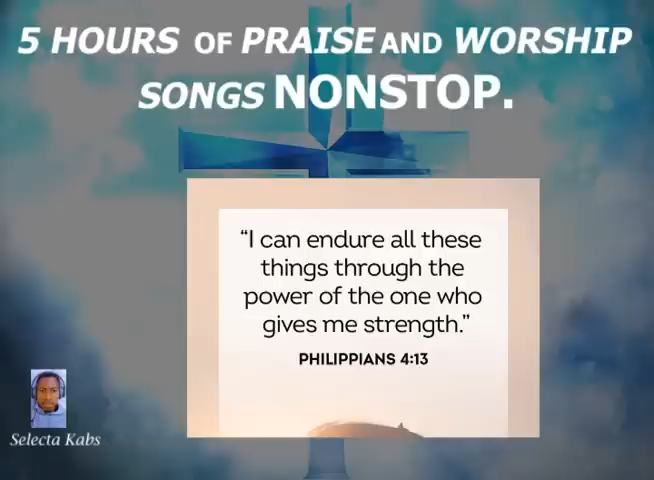 5 HOURS OF PRAISE AND WORSHIP
SONGS NONSTOP.
“I can endure all these
things through the
power of the one who
gives me strength.”
PHILIPPIANS 4:13
Selecta Kabs